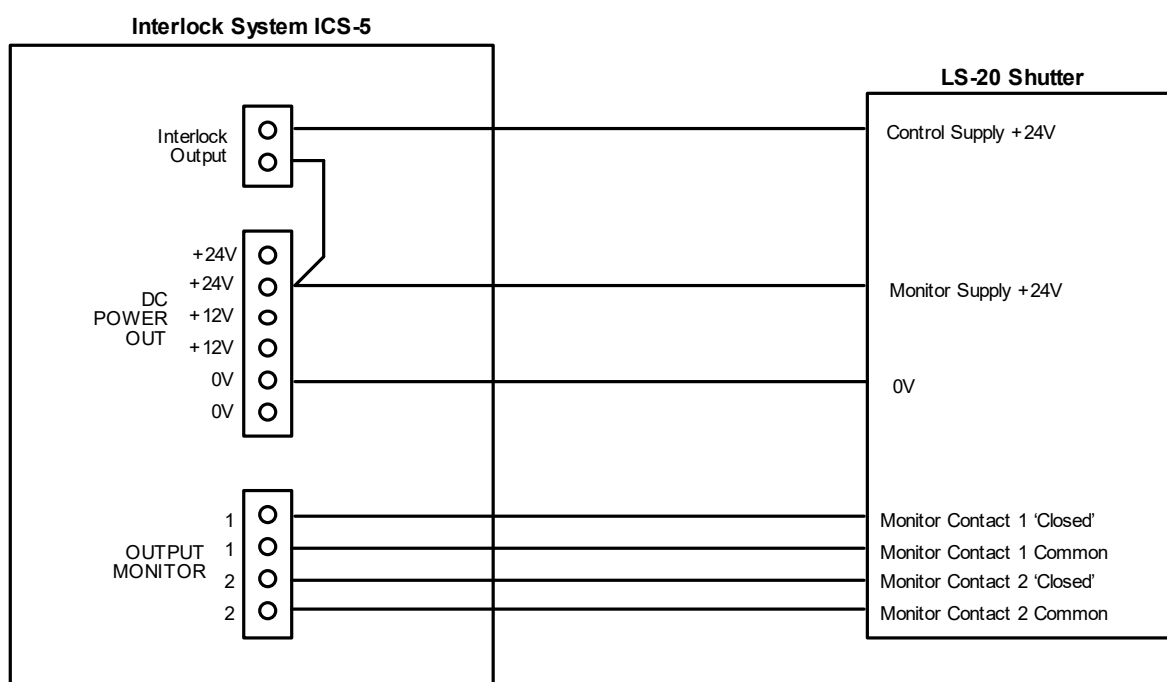 Interlock System ICS-5
LS-20 Shutter
Interlock
Output
Control Supply +24V
+24V
+24V
+12V
+12V
0V
0V
DC
POWER
OUT
Monitor Supply +24V
0V
1
1
2
2
OUTPUT
MONITOR
Monitor Contact 1 ‘Closed’
Monitor Contact 1 Common
Monitor Contact 2 ‘Closed’
Monitor Contact 2 Common